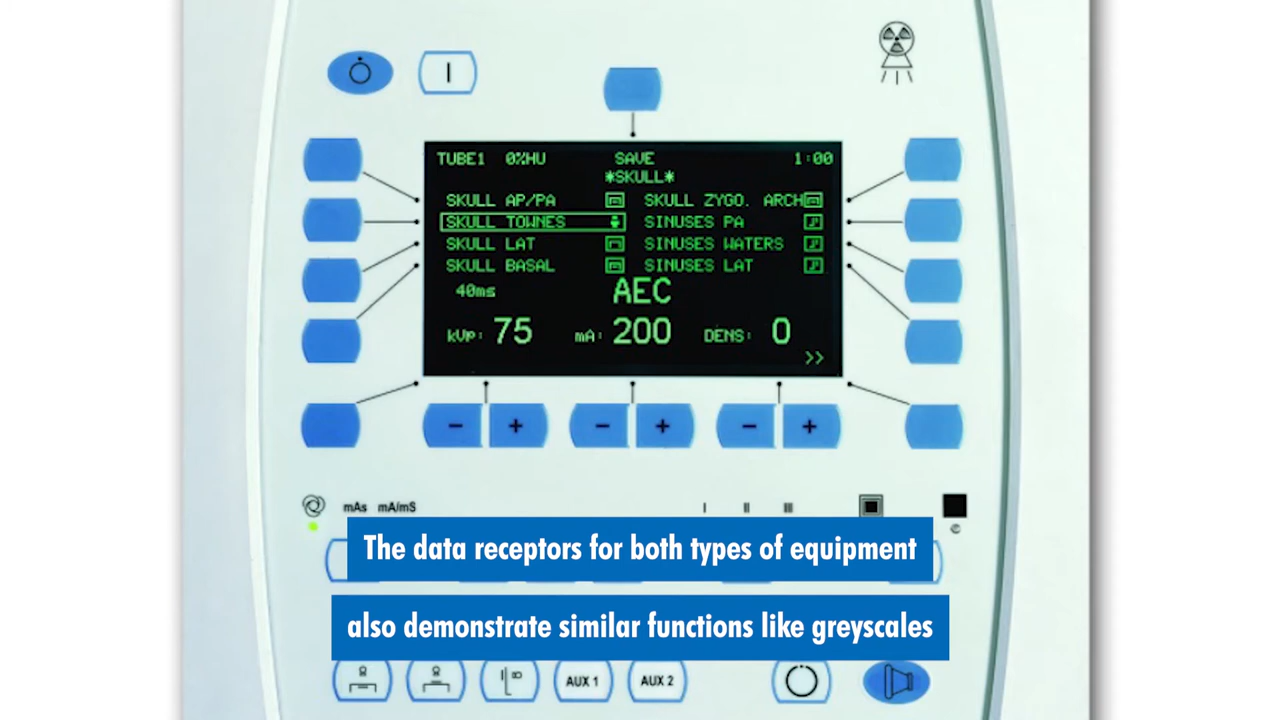 TUBE1 0%HU SAVE 1:00
*SKULL*
SKULL AP/PA SKULL ZYGO. ARCH
SKULL TOWNES SINUSES PA
SKULL LAT SINUSES WATERS
SKULL BASAL SINUSES LAT
40ms AEC
kVp: 75 mA: 200 DENS: 0
>>
- + - + - +
mAs mA/mS I II III
The data receptors for both types of equipment
also demonstrate similar functions like greyscales
AUX 1 AUX 2